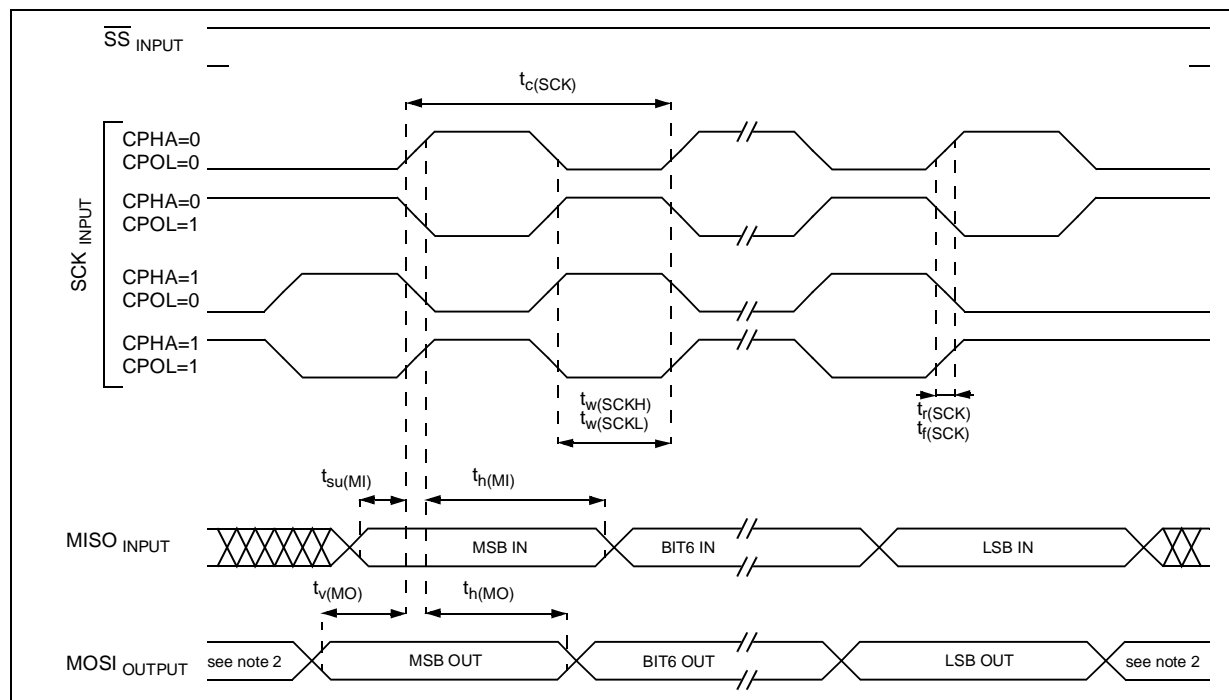 SS INPUT
tc(SCK)
SCK INPUT
CPHA=0
CPOL=0
CPHA=0
CPOL=1
CPHA=1
CPOL=0
CPHA=1
CPOL=1
tw(SCKH)
tw(SCKL)
tr(SCK)
tf(SCK)
tsu(MI)
th(MI)
MISO INPUT
MSB IN
BIT6 IN
LSB IN
tv(MO)
th(MO)
MOSI OUTPUT
see note 2
MSB OUT
BIT6 OUT
LSB OUT
see note 2